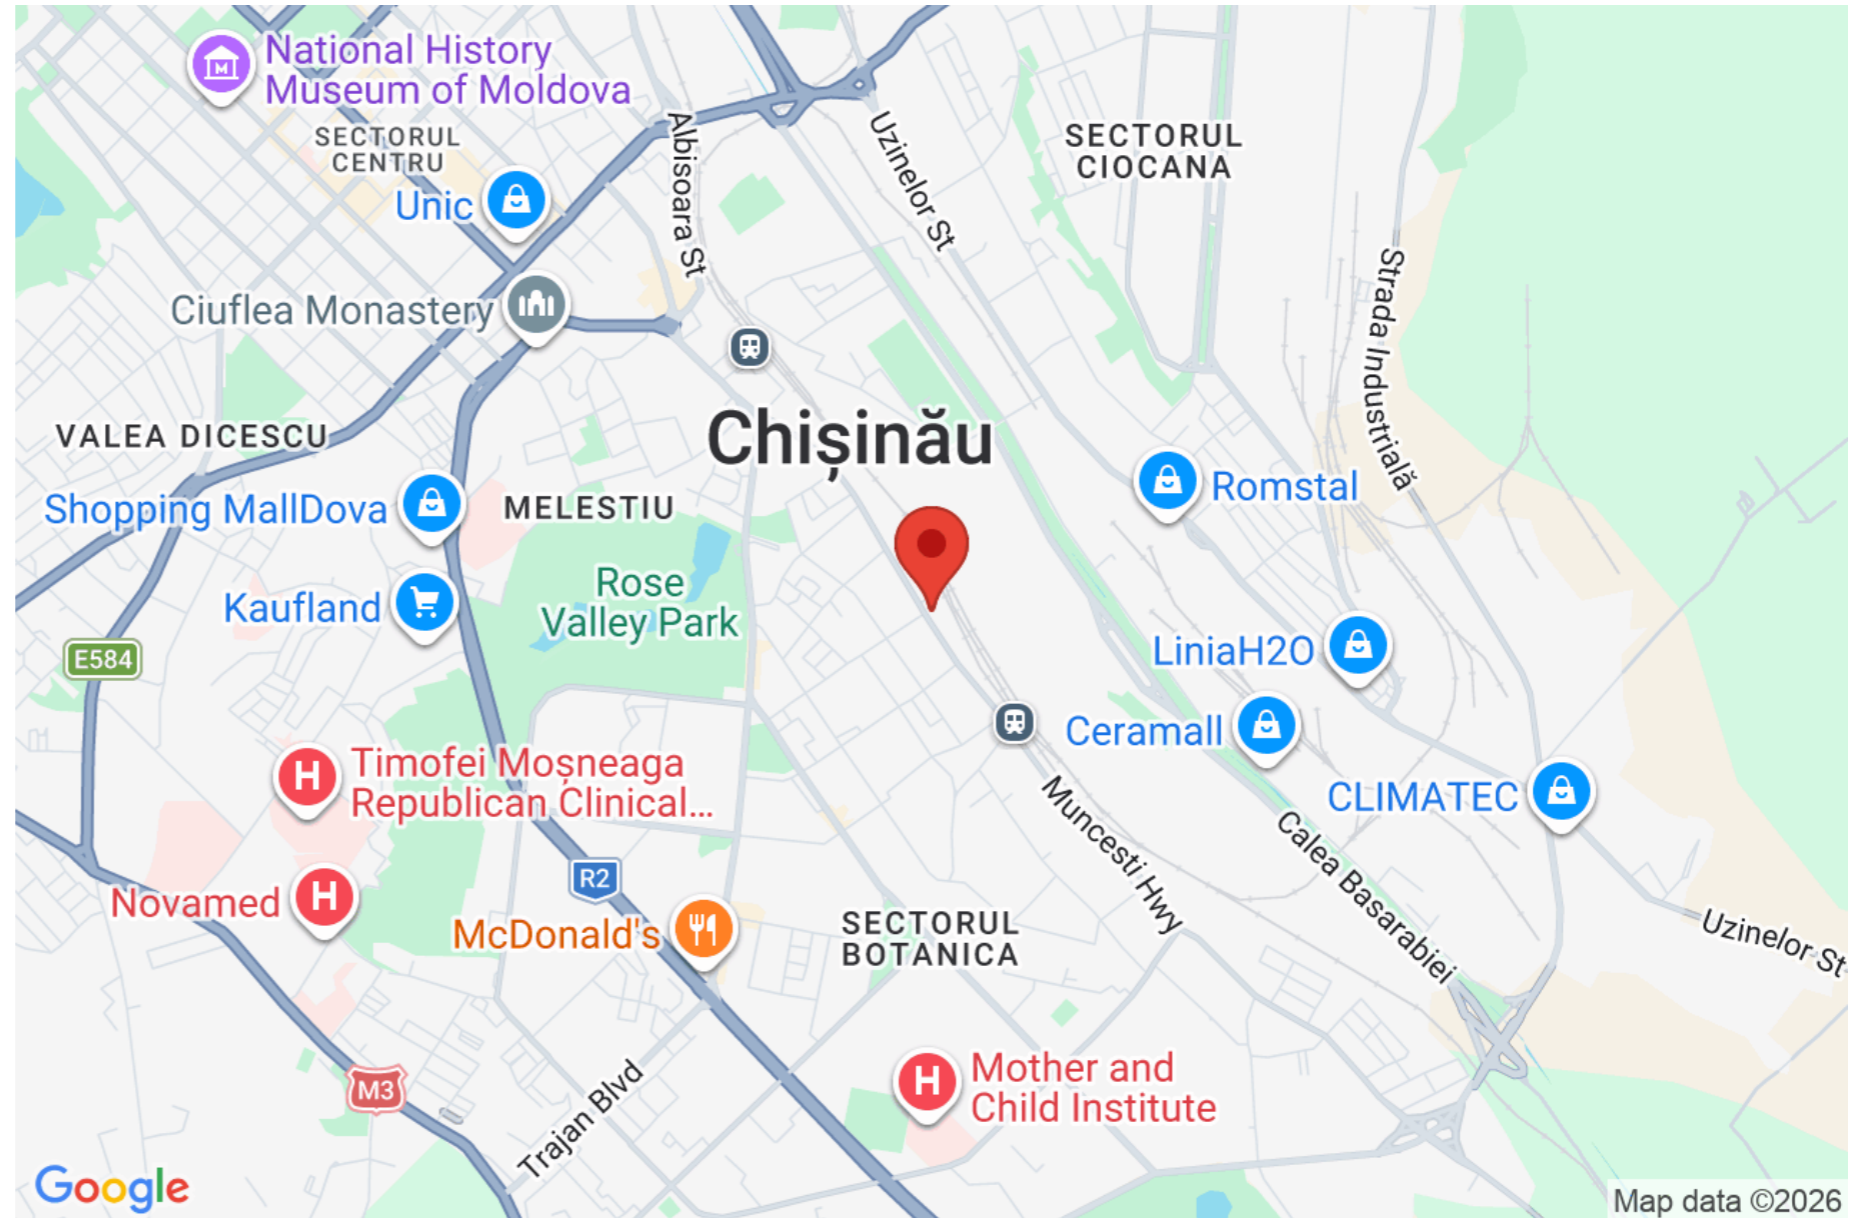 National History
Museum of Moldova
SECTORUL
CENTRU
Unic
Albisoara St
Uzinelor St
SECTORUL
CIOCANA
Ciuflea Monastery
Strada Industrială
VALEA DICESCU
Chișinău
Shopping MallDova
MELESTIU
Romstal
Rose
Valley Park
Kaufland
E584
LiniaH2O
Ceramall
Timofei Moșneaga
Republican Clinical...
CLIMATEC
Muncesti Hwy
Calea Basarabiei
R2
Novamed
McDonald's
SECTORUL
BOTANICA
Uzinelor St
Mother and
Child Institute
M3
Trajan Blvd
Google
Map data ©2026
H
H
H
M